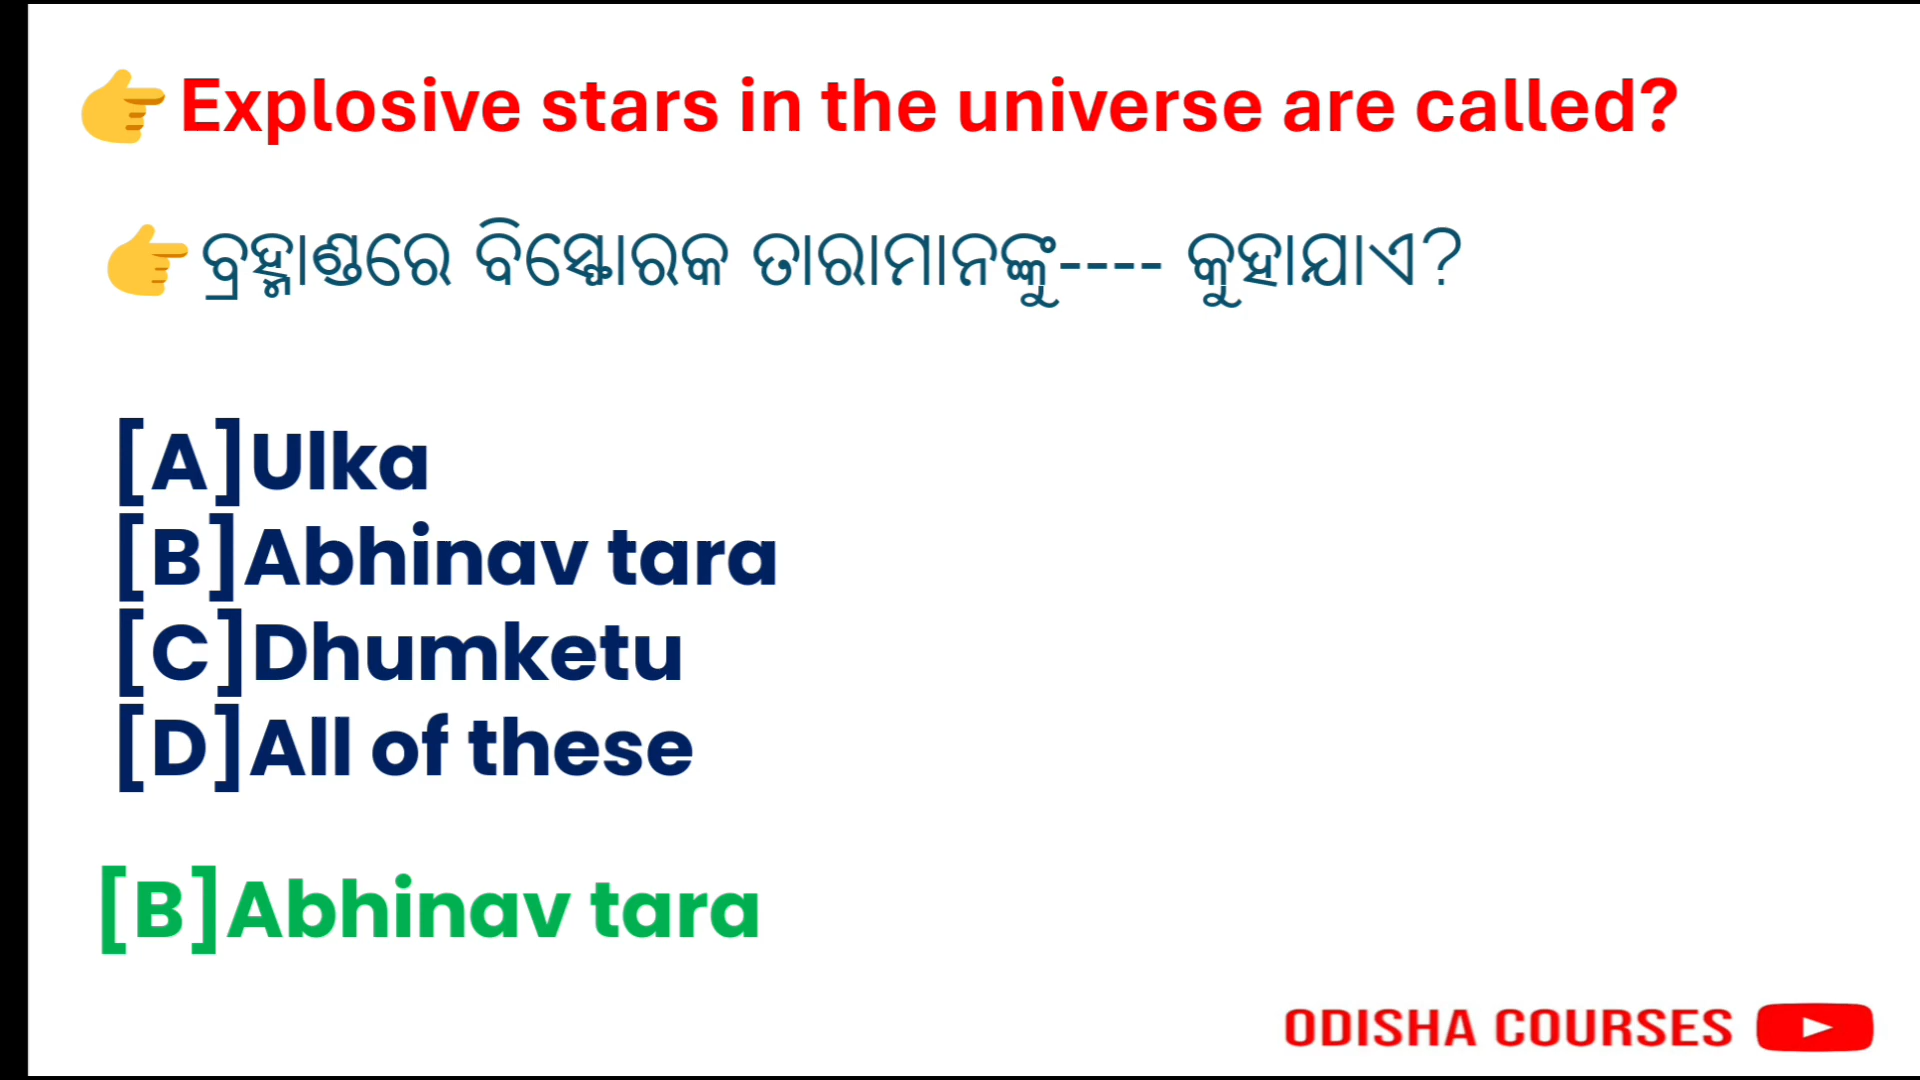 👉Explosive stars in the universe are called?
👉ବ୍ରହ୍ମାଣ୍ଡରେ ବିସ୍ଫୋରକ ତାରାମାନଙ୍କୁ---- କୁହାଯାଏ?
[A]Ulka
[B]Abhinav tara
[C]Dhumketu
[D]All of these
[B]Abhinav tara
ODISHA COURSES